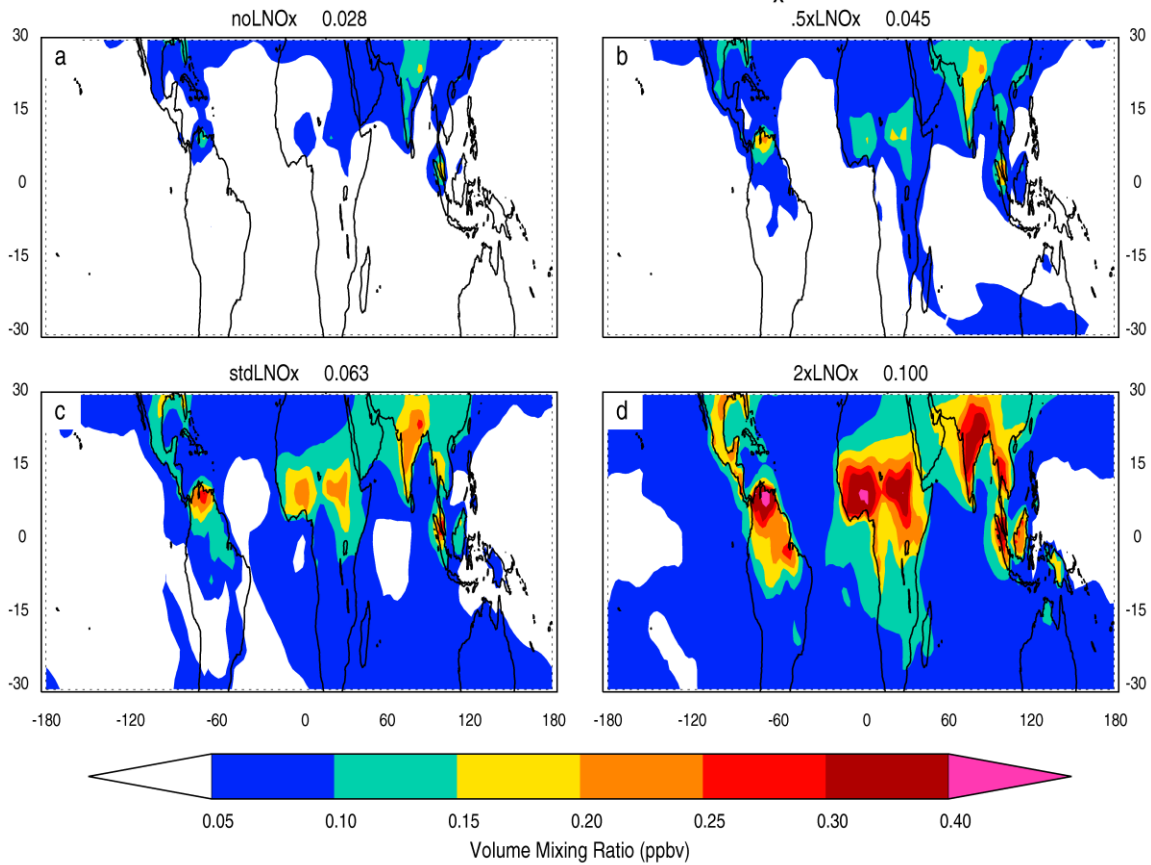 x
noLNOx 0.028
.5xLNOx 0.045
30 a b 30
15 15
0 0
-15 -15
-30 -30
stdLNOx 0.063
2xLNOx 0.100
30 c d 30
15 15
0 0
-15 -15
-30 -30
-180 -120 -60 0 60 120 180 -180 -120 -60 0 60 120 180
0.05 0.10 0.15 0.20 0.25 0.30 0.40
Volume Mixing Ratio (ppbv)